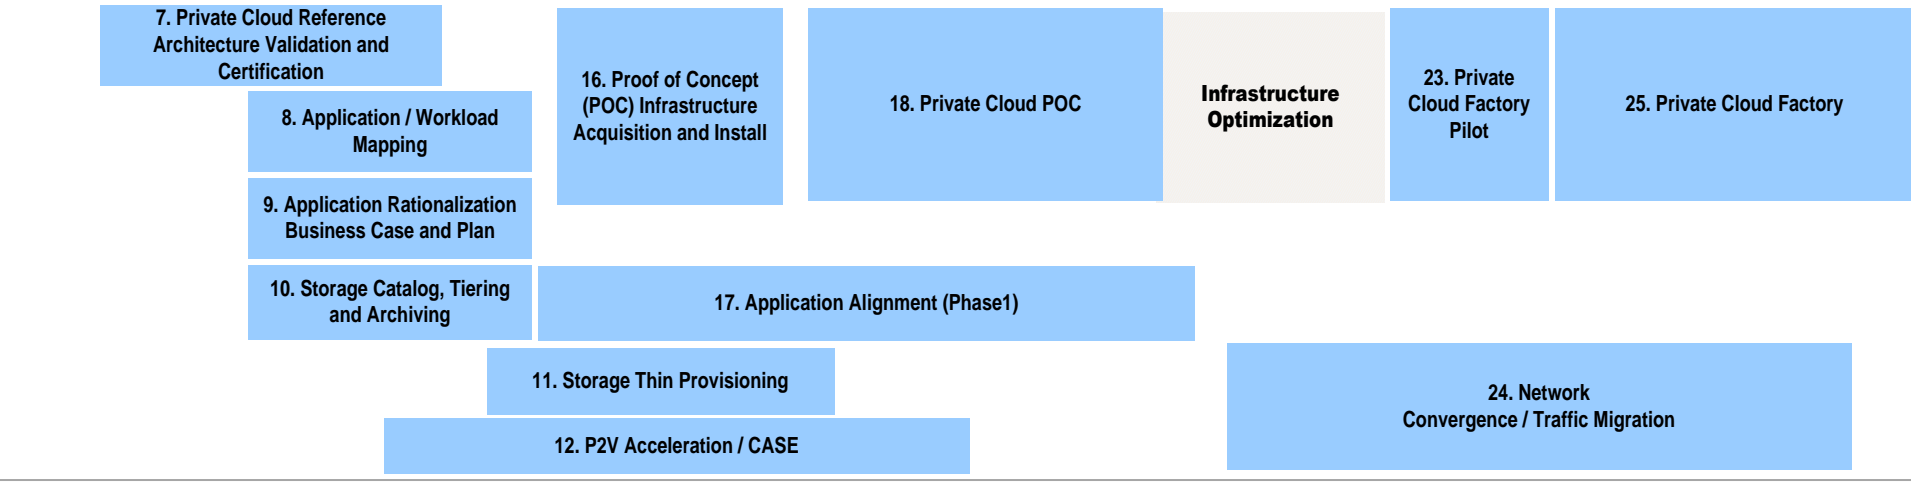 7. Private Cloud Reference
Architecture Validation and
Certification
8. Application / Workload
Mapping
9. Application Rationalization
Business Case and Plan
10. Storage Catalog, Tiering
and Archiving
16. Proof of Concept
(POC) Infrastructure
Acquisition and Install
18. Private Cloud POC
Infrastructure
Optimization
23. Private
Cloud Factory
Pilot
25. Private Cloud Factory
17. Application Alignment (Phase1)
11. Storage Thin Provisioning
12. P2V Acceleration / CASE
24. Network
Convergence / Traffic Migration